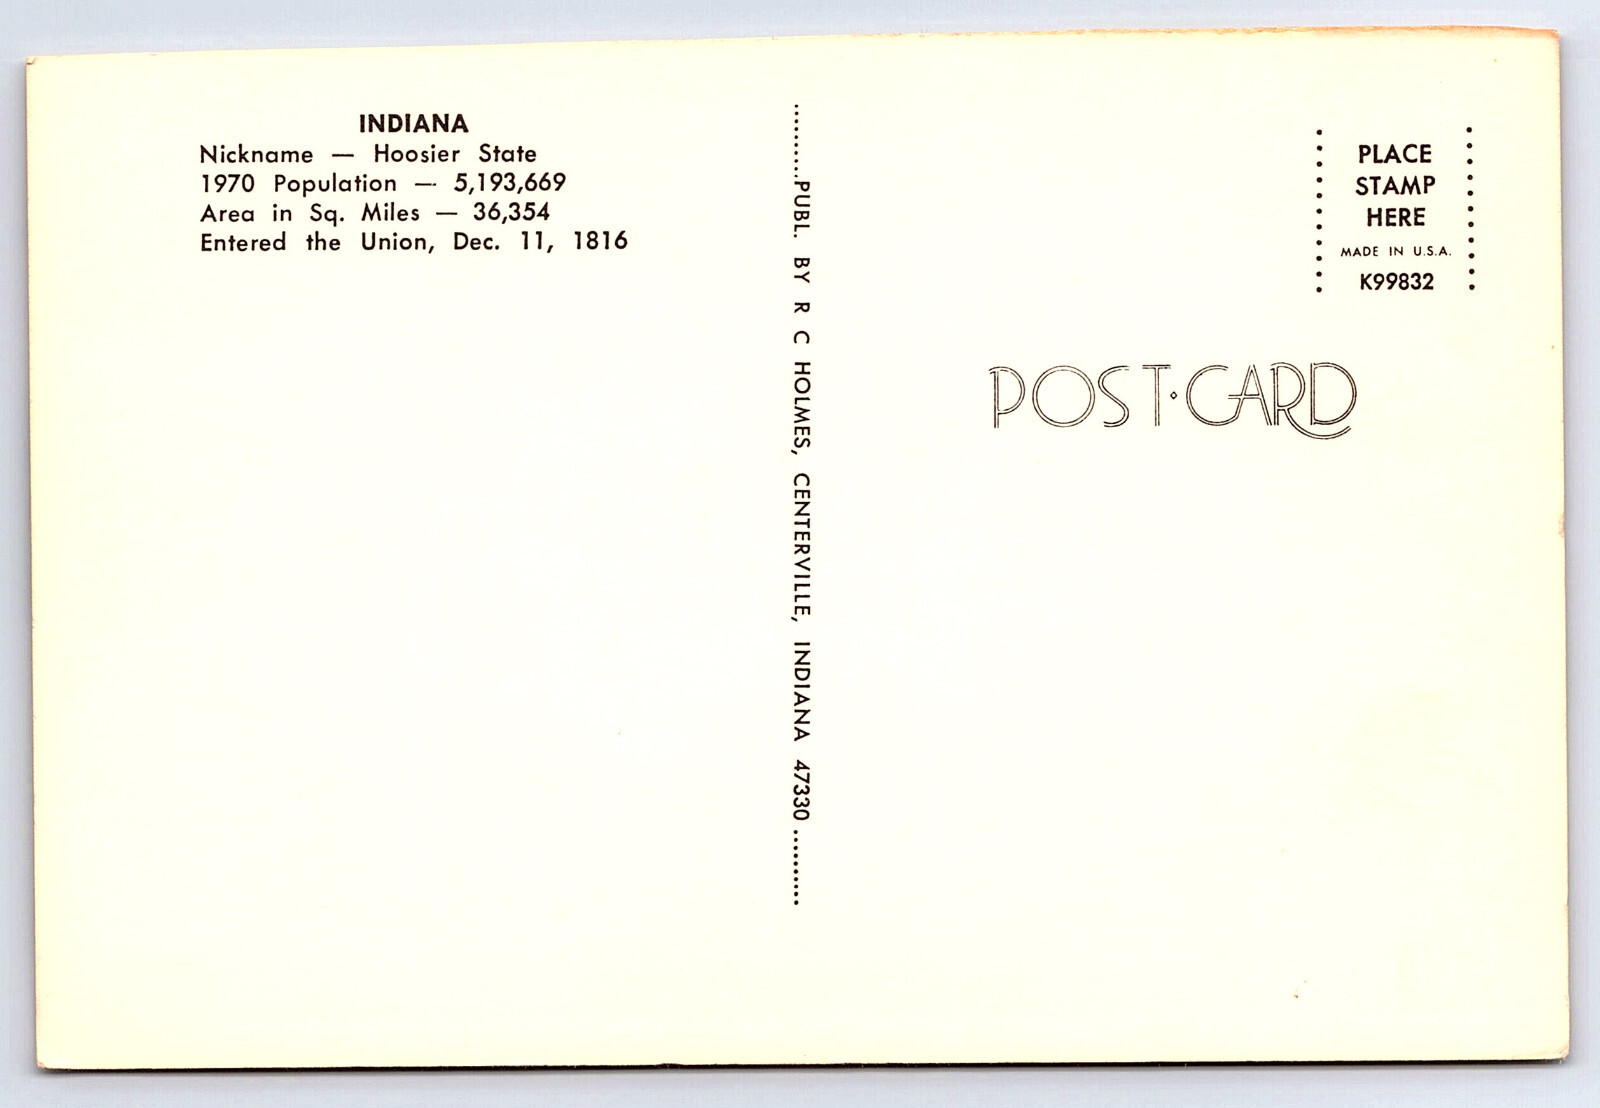 INDIANA
Nickname — Hoosier State
1970 Population — 5,193,669
Area in Sq. Miles — 36,354
Entered the Union, Dec. 11, 1816
PUBL. BY R C HOLMES, CENTERVILLE, INDIANA 47330
PLACE
STAMP
HERE
MADE IN U.S.A.
K99832
POST·CARD